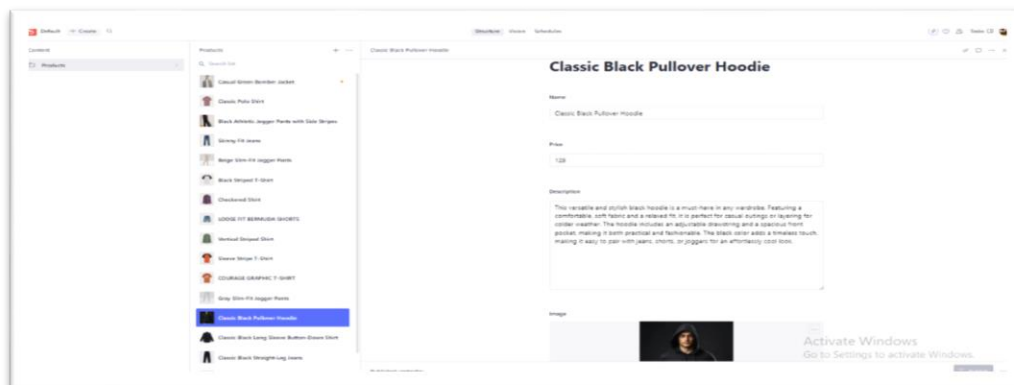 Default
Create
Structure
Vision
Schedules
Tasks
Content
Products
Products
Search list
Casual Green Bomber Jacket
Classic Polo Shirt
Black Athletic Jogger Pants with Side Stripes
Skinny Fit Jeans
Beige Slim-Fit Jogger Pants
Black Striped T-Shirt
Checkered Shirt
LOOSE FIT BERMUDA SHORTS
Vertical Striped Shirt
Sleeve Stripe T-Shirt
COURAGE GRAPHIC T-SHIRT
Gray Slim-Fit Jogger Pants
Classic Black Pullover Hoodie
Classic Black Long Sleeve Button-Down Shirt
Classic Black Straight-Leg Jeans
Classic Black Pullover Hoodie
Classic Black Pullover Hoodie
Name
Classic Black Pullover Hoodie
Price
128
Description
This versatile and stylish black hoodie is a must-have in any wardrobe. Featuring a
comfortable, soft fabric and a relaxed fit, it is perfect for casual outings or layering for
colder weather. The hoodie includes an adjustable drawstring and a spacious front
pocket, making it both practical and fashionable. The black color adds a timeless touch,
making it easy to pair with jeans, shorts, or joggers for an effortlessly cool look.
Image
Activate Windows
Go to Settings to activate Windows.